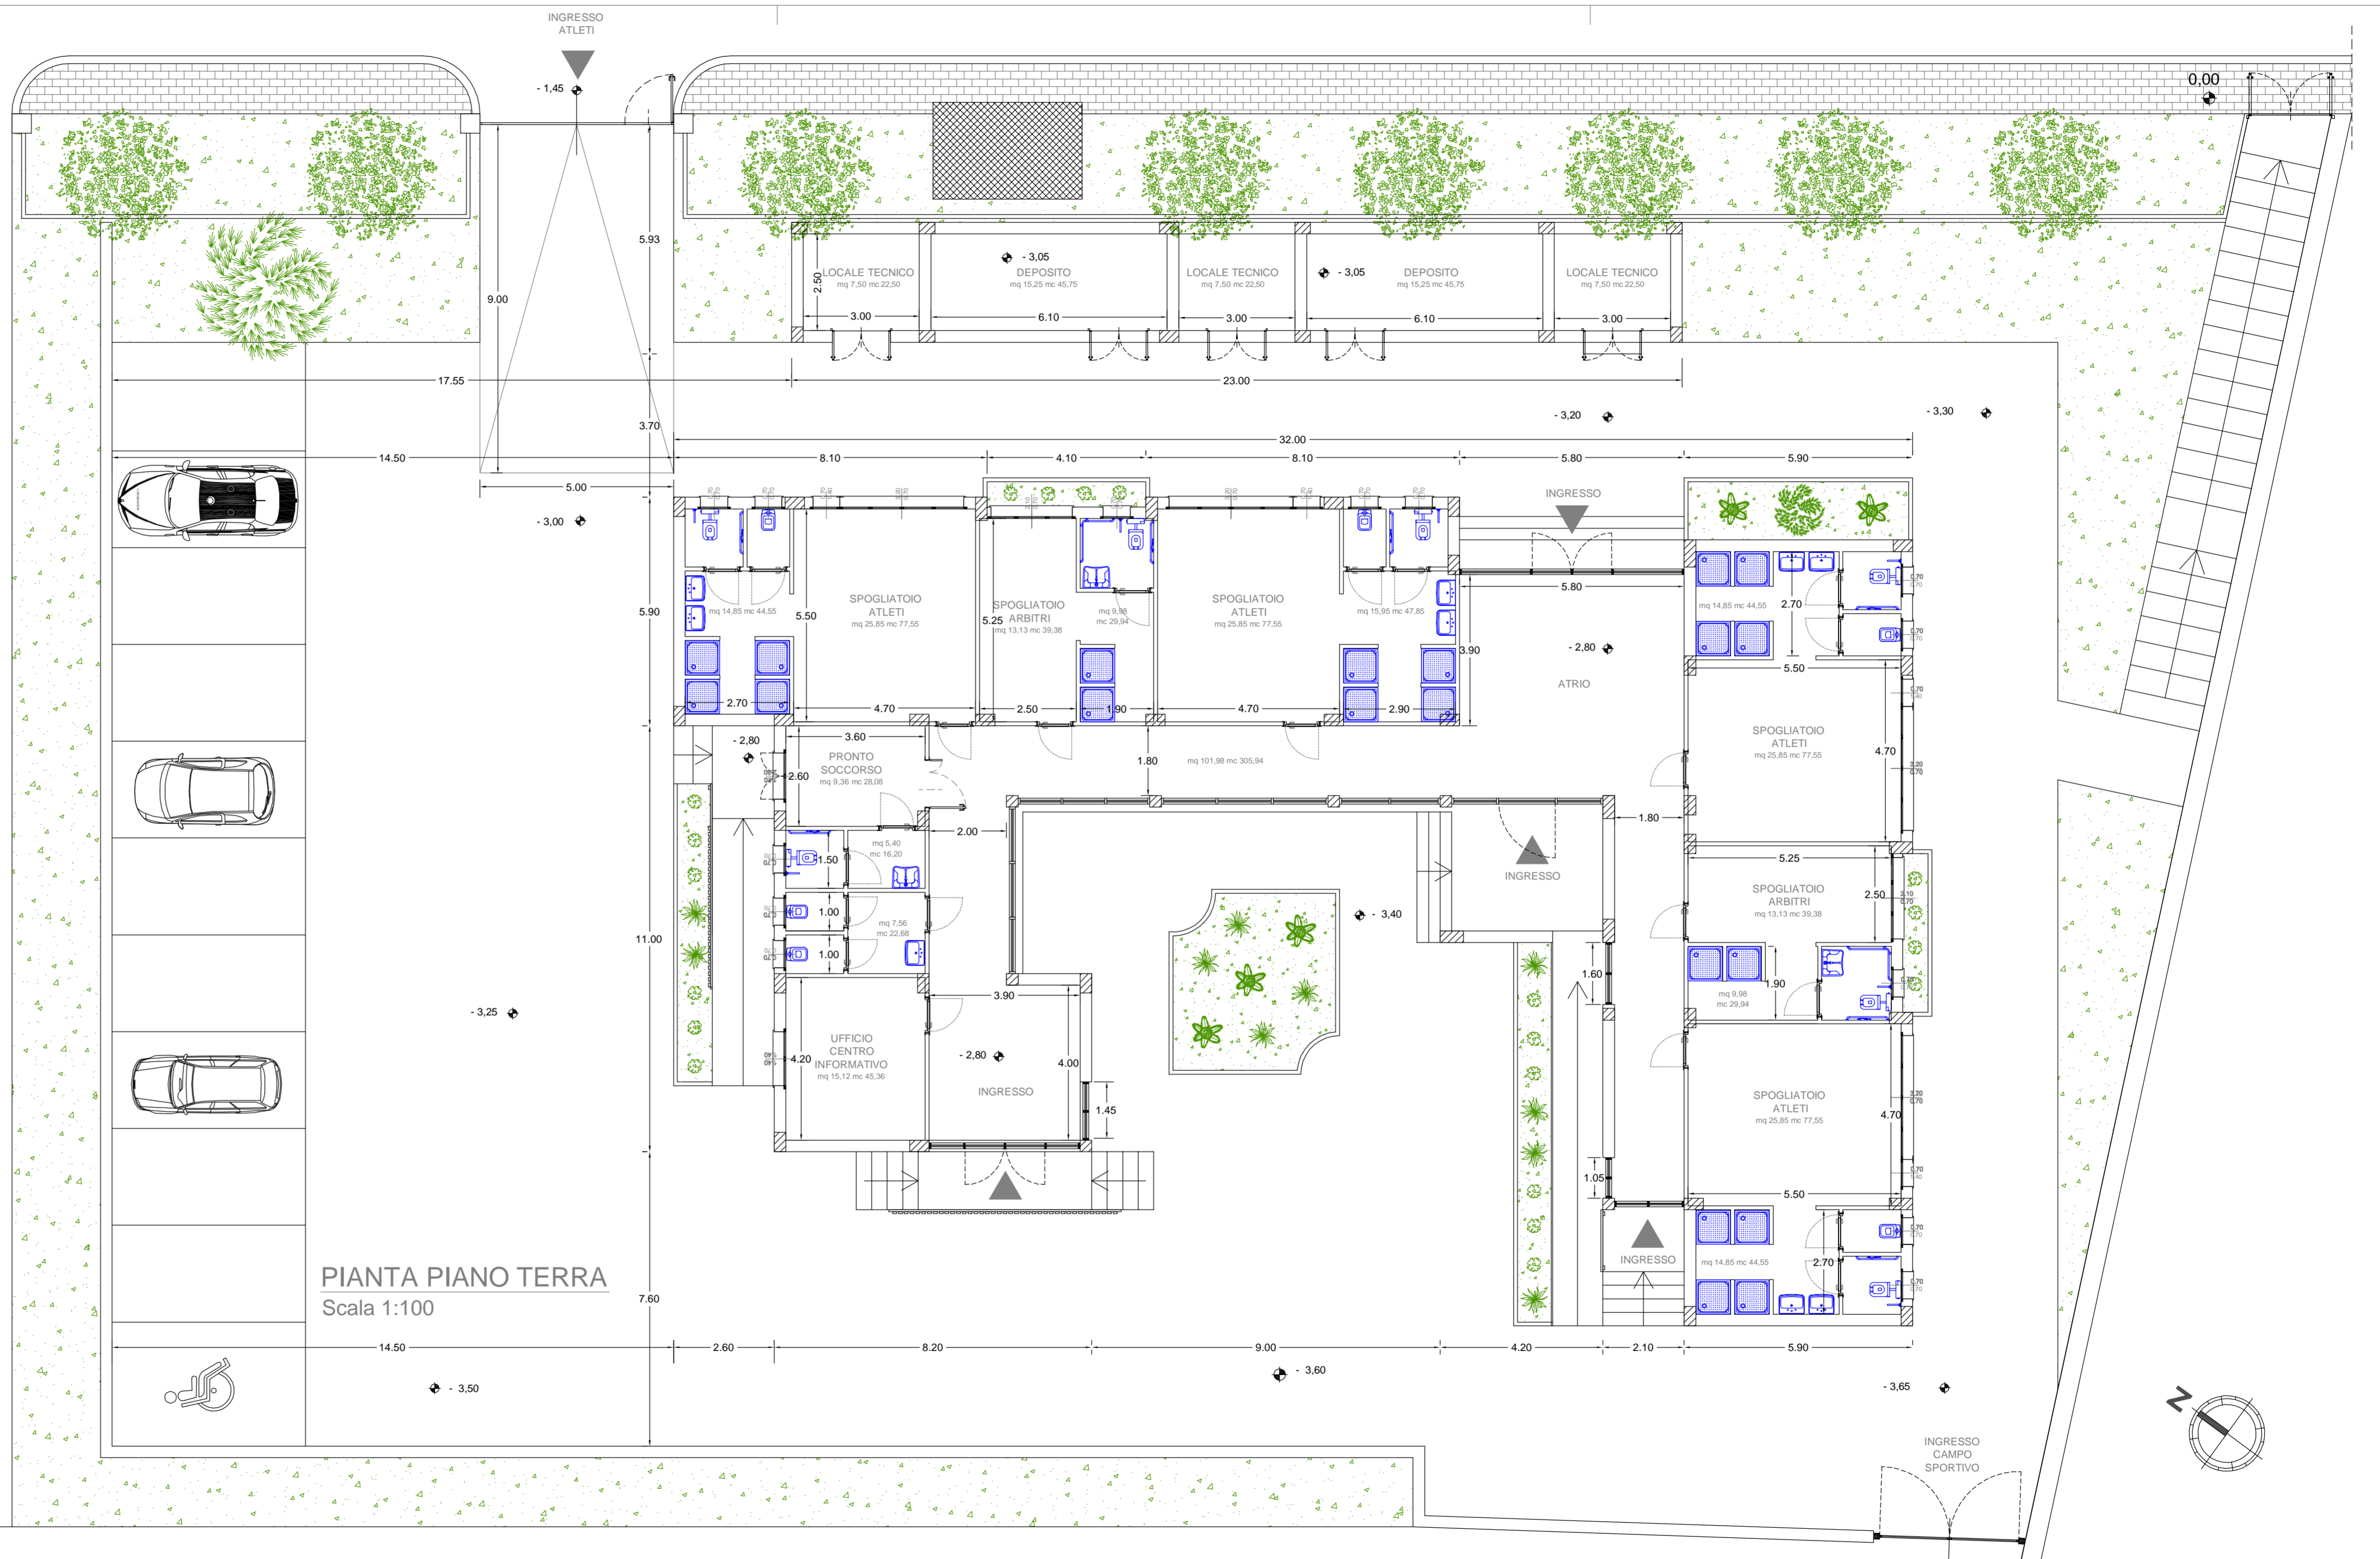 INGRESSO
ATLETI
- 1,45
0,00
5.93
9.00
- 3,05
- 3,05
LOCALE TECNICO
mq 7,50 mc 22,50
DEPOSITO
mq 15,25 mc 45,75
LOCALE TECNICO
mq 7,50 mc 22,50
DEPOSITO
mq 15,25 mc 45,75
LOCALE TECNICO
mq 7,50 mc 22,50
2.50
3.00
6.10
3.00
6.10
3.00
17.55
23.00
- 3,20
- 3,30
3.70
32.00
14.50
8.10
4.10
8.10
5.80
5.90
5.00
- 3,00
INGRESSO
5.80
5.90
mq 14,85 mc 44,55
5.50
SPOGLIATOIO
ATLETI
mq 25,85 mc 77,55
5.25
SPOGLIATOIO
ARBITRI
mq 13,13 mc 39,38
mq 9,98
mc 29,94
SPOGLIATOIO
ATLETI
mq 25,85 mc 77,55
mq 15,95 mc 47,85
3.90
- 2,80
ATRIO
mq 14,85 mc 44,55
2.70
5.50
2.70
4.70
2.50
1.90
4.70
2.90
SPOGLIATOIO
ATLETI
mq 25,85 mc 77,55
4.70
- 2,80
3.60
PRONTO
SOCCORSO
mq 9,36 mc 28,08
2.60
1.80
mq 101,98 mc 305,94
2.00
1.80
mq 5,40
mc 16,20
1.50
INGRESSO
5.25
SPOGLIATOIO
ARBITRI
mq 13,13 mc 39,38
2.50
1.00
mq 7,56
mc 22,68
1.00
- 3,40
11.00
1.60
1.90
mq 9,98
mc 29,94
3.90
- 3,25
4.20
UFFICIO
CENTRO
INFORMATIVO
mq 15,12 mc 45,36
- 2,80
4.00
INGRESSO
1.45
SPOGLIATOIO
ATLETI
mq 25,85 mc 77,55
4.70
1.05
5.50
INGRESSO
mq 14,85 mc 44,55
2.70
PIANTA PIANO TERRA
Scala 1:100
7.60
14.50
2.60
8.20
9.00
4.20
2.10
5.90
- 3,50
- 3,60
- 3,65
N
INGRESSO
CAMPO
SPORTIVO